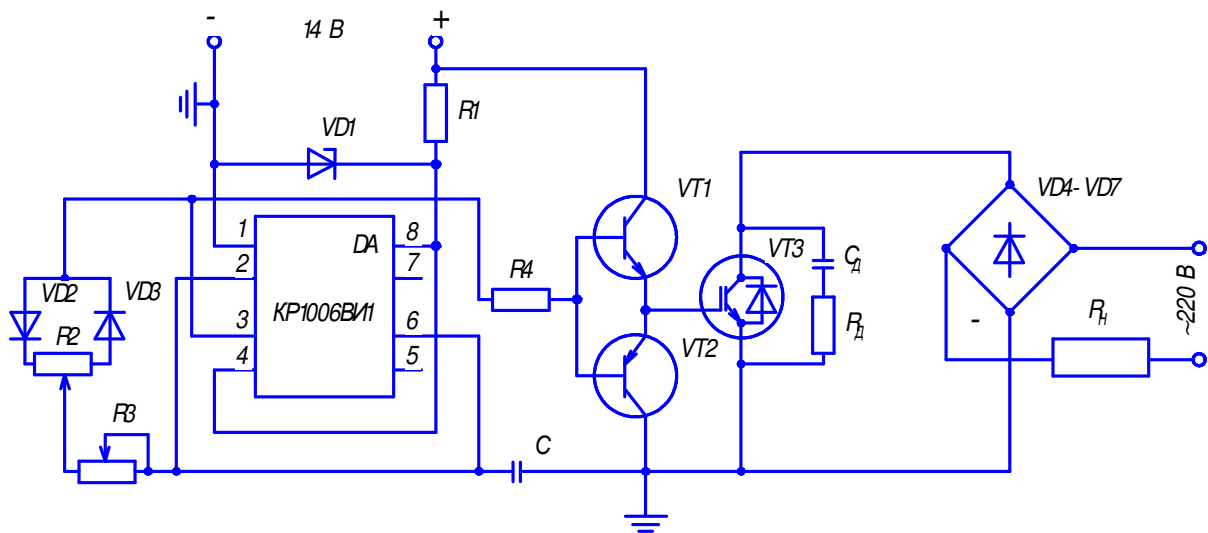 - 14 В +
R1
VD1
VT1
VD4- VD7
1 DA 8
2 7
КР1006ВИ1
3 6
4 5
VD2 VD3
R2
R3
R4
C
VT2
VT3
CД
RД
-
RН
~220 В